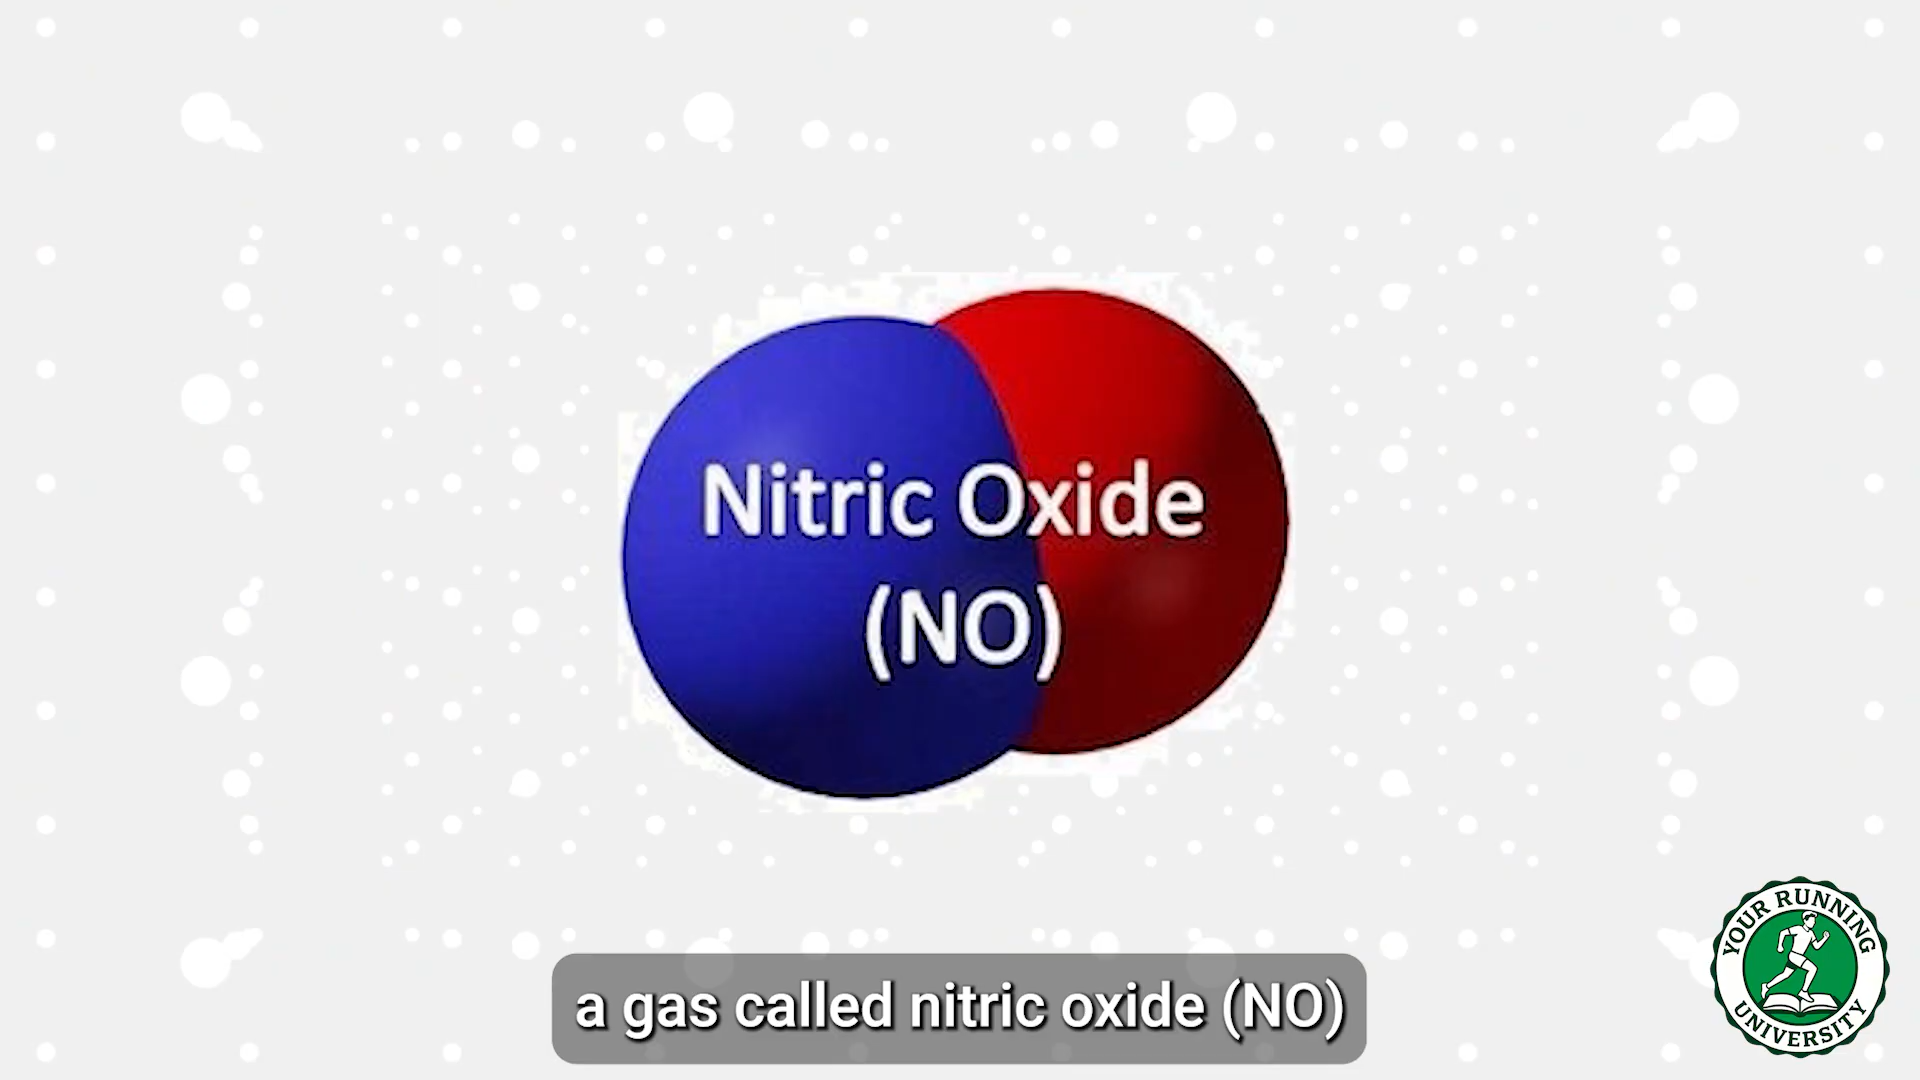 Nitric Oxide
(NO)
a gas called nitric oxide (NO)
YOUR RUNNING
UNIVERSITY